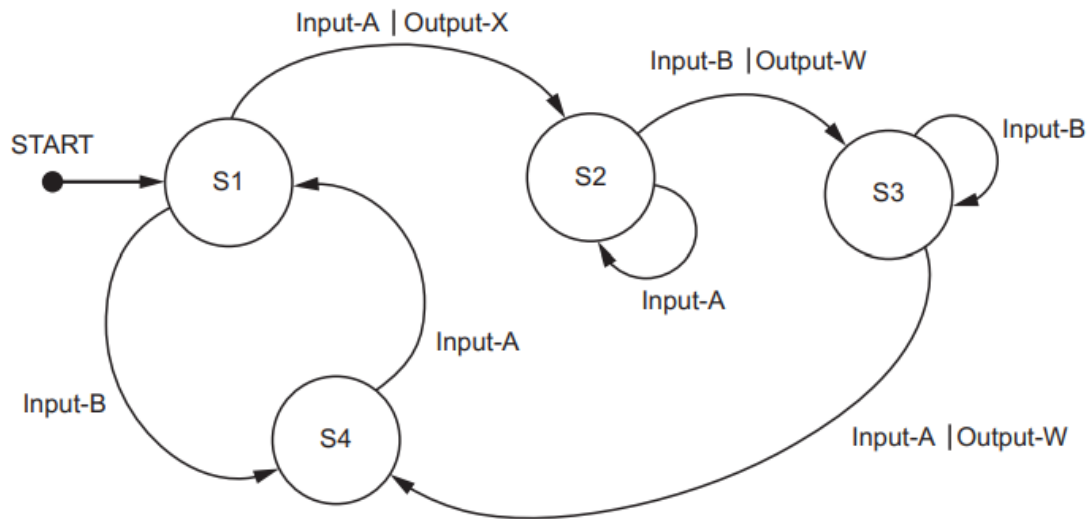 Input-A | Output-X
Input-B | Output-W
START
Input-B
S1
S2
S3
Input-A
Input-A
Input-B
S4
Input-A | Output-W